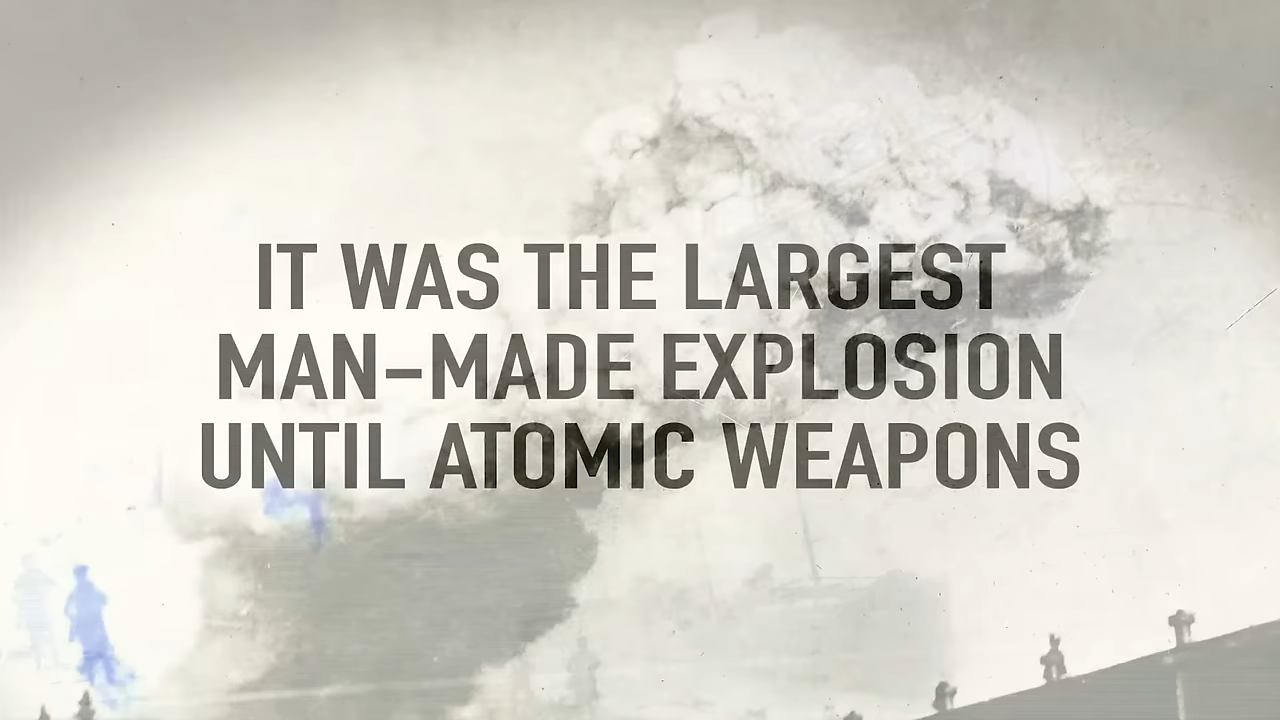 IT WAS THE LARGEST
MAN-MADE EXPLOSION
UNTIL ATOMIC WEAPONS